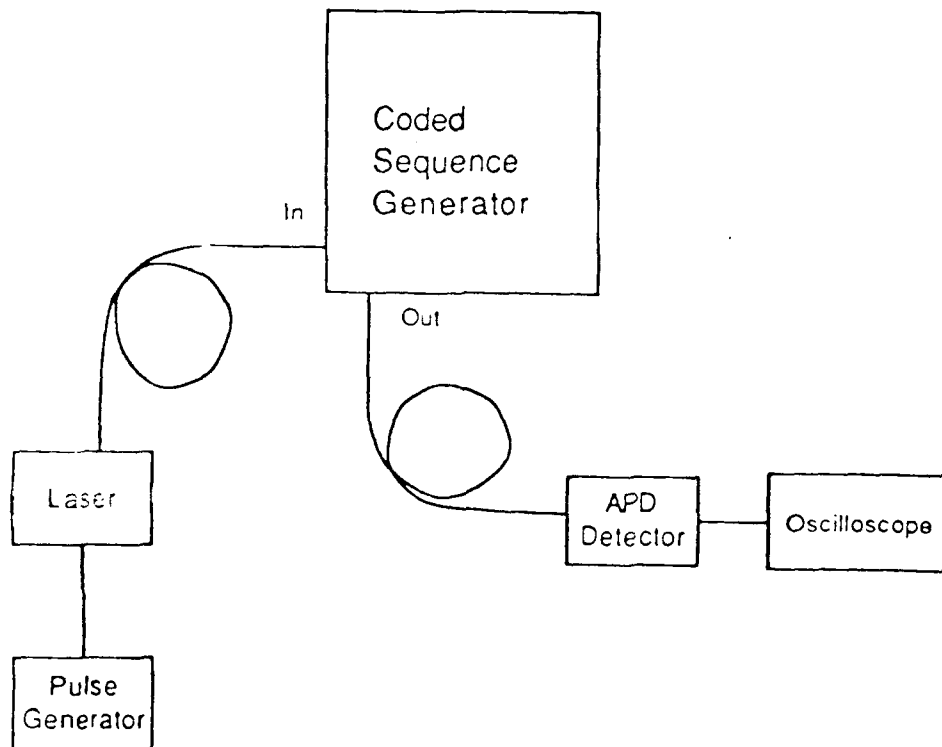 Coded
Sequence
Generator
In
Out
Laser
APD
Detector
Oscilloscope
Pulse
Generator